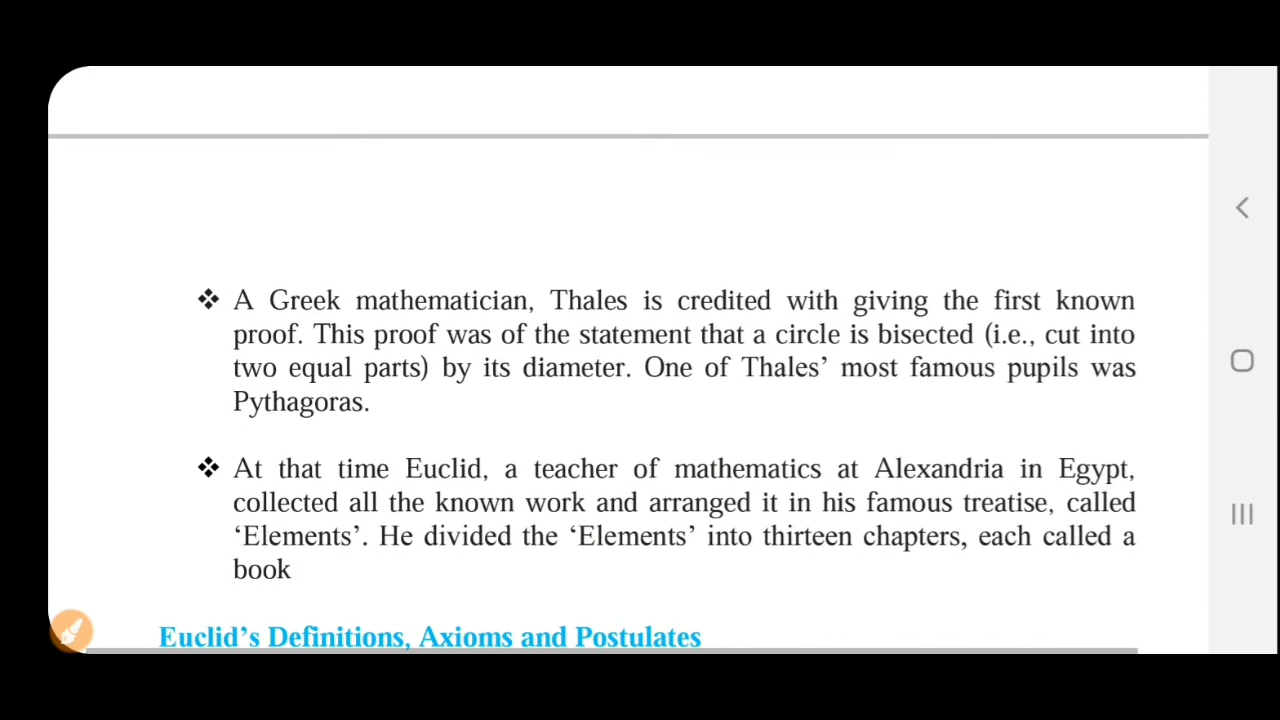 ❖ A Greek mathematician, Thales is credited with giving the first known
proof. This proof was of the statement that a circle is bisected (i.e., cut into
two equal parts) by its diameter. One of Thales’ most famous pupils was
Pythagoras.
❖ At that time Euclid, a teacher of mathematics at Alexandria in Egypt,
collected all the known work and arranged it in his famous treatise, called
‘Elements’. He divided the ‘Elements’ into thirteen chapters, each called a
book
Euclid’s Definitions, Axioms and Postulates